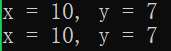 x = 10, y = 7
x = 10, y = 7